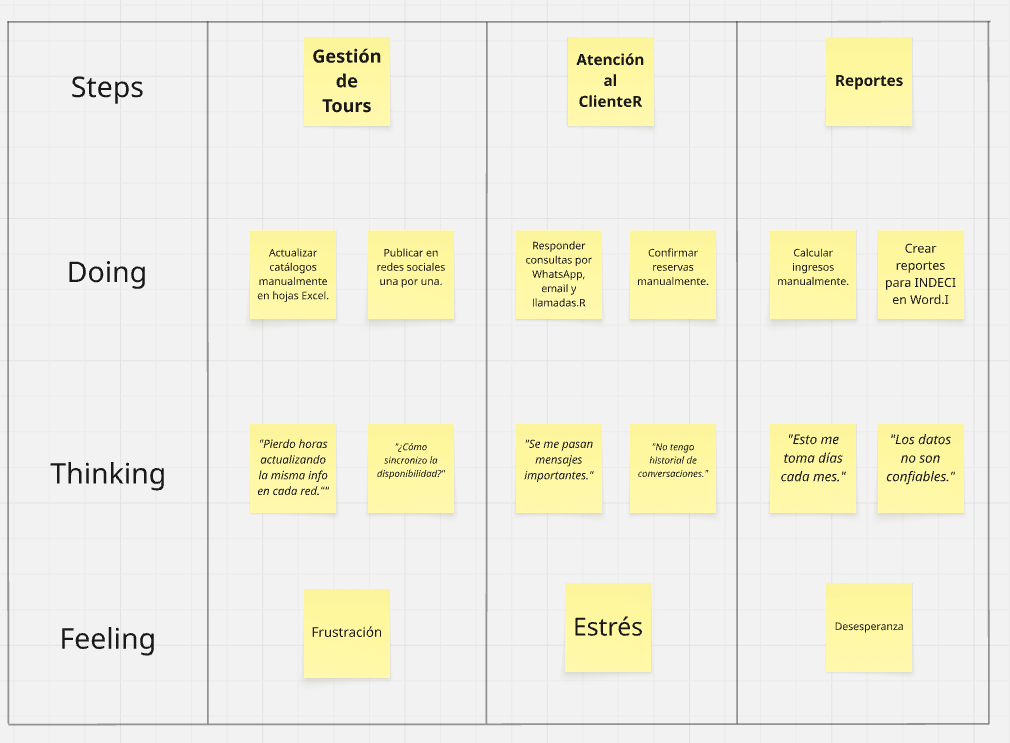 Steps
Gestión
de
Tours
Atención
al
ClienteR
Reportes
Doing
Actualizar
catálogos
manualmente
en hojas Excel.
Publicar en
redes sociales
una por una.
Responder
consultas por
WhatsApp,
email y
llamadas.R
Confirmar
reservas
manualmente.
Calcular
ingresos
manualmente.
Crear
reportes
para INDECI
en Word.I
Thinking
"Pierdo horas
actualizando
la misma info
en cada red.""
"¿Cómo
sincronizo la
disponibilidad?"
"Se me pasan
mensajes
importantes."
"No tengo
historial de
conversaciones."
"Esto me
toma días
cada mes."
"Los datos
no son
confiables."
Feeling
Frustración
Estrés
Desesperanza